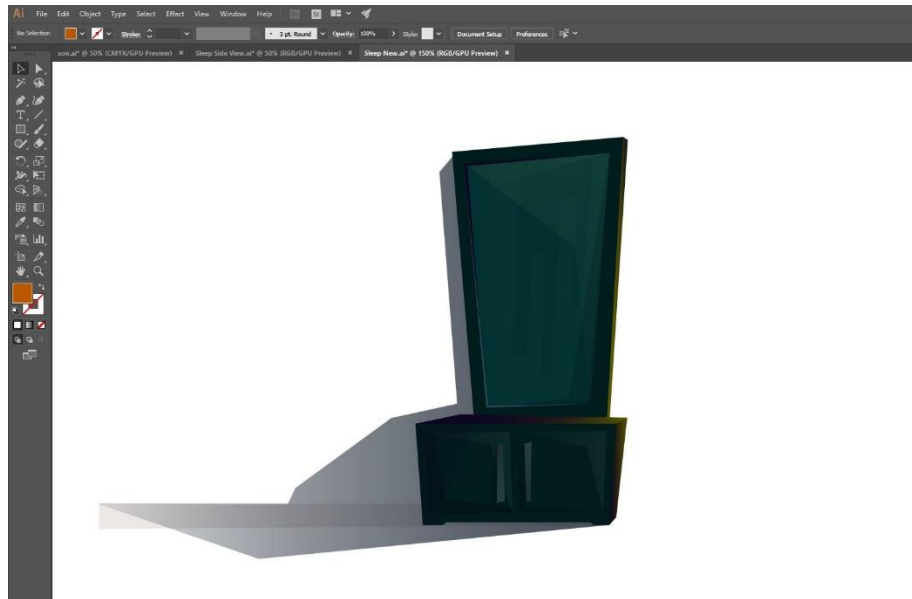 Ai File Edit Object Type Select Effect View Window Help St
No Selection Stroke: 3 pt. Round Opacity: 100% Style: Document Setup Preferences
son.ai* @ 50% (CMYK/GPU Preview) × Sleep Side View.ai* @ 50% (RGB/GPU Preview) × Sleep New.ai* @ 150% (RGB/GPU Preview) ×